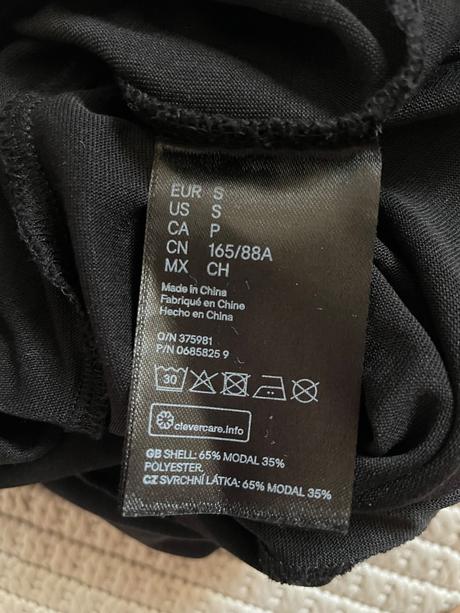 EUR S
US S
CA P
CN 165/88A
MX CH
Made in China
Fabriqué en Chine
Hecho en China
O/N 375981
P/N 0685825 9
30
clevercare.info
GB SHELL: 65% MODAL 35%
POLYESTER.
CZ SVRCHNÍ LÁTKA: 65% MODAL 35%